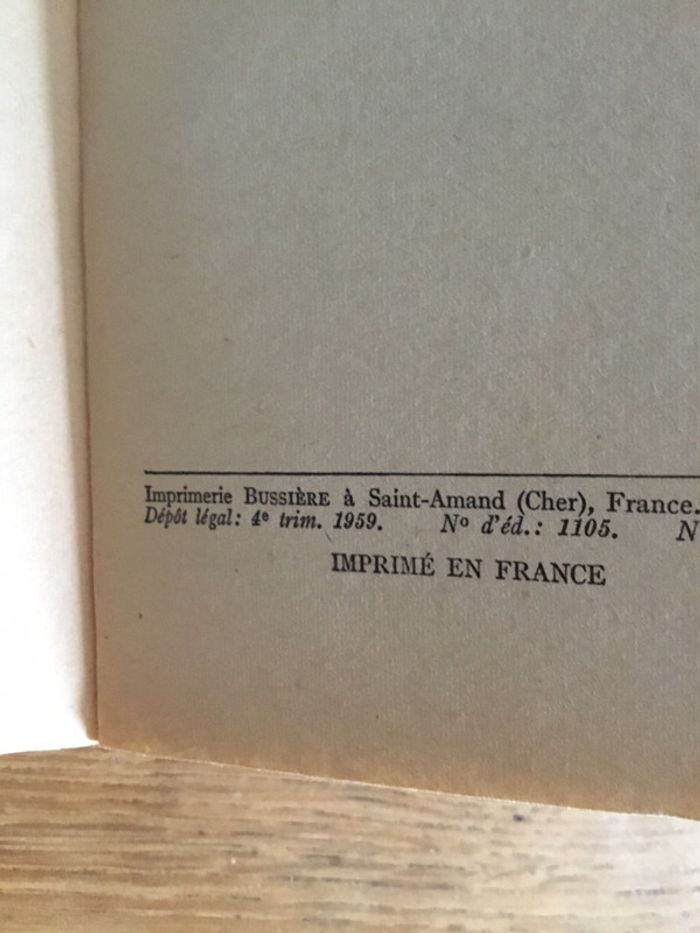 Imprimerie BUSSIÈRE à Saint-Amand (Cher), France.
Dépôt légal: 4e trim. 1959. No d'éd.: 1105. N
IMPRIMÉ EN FRANCE